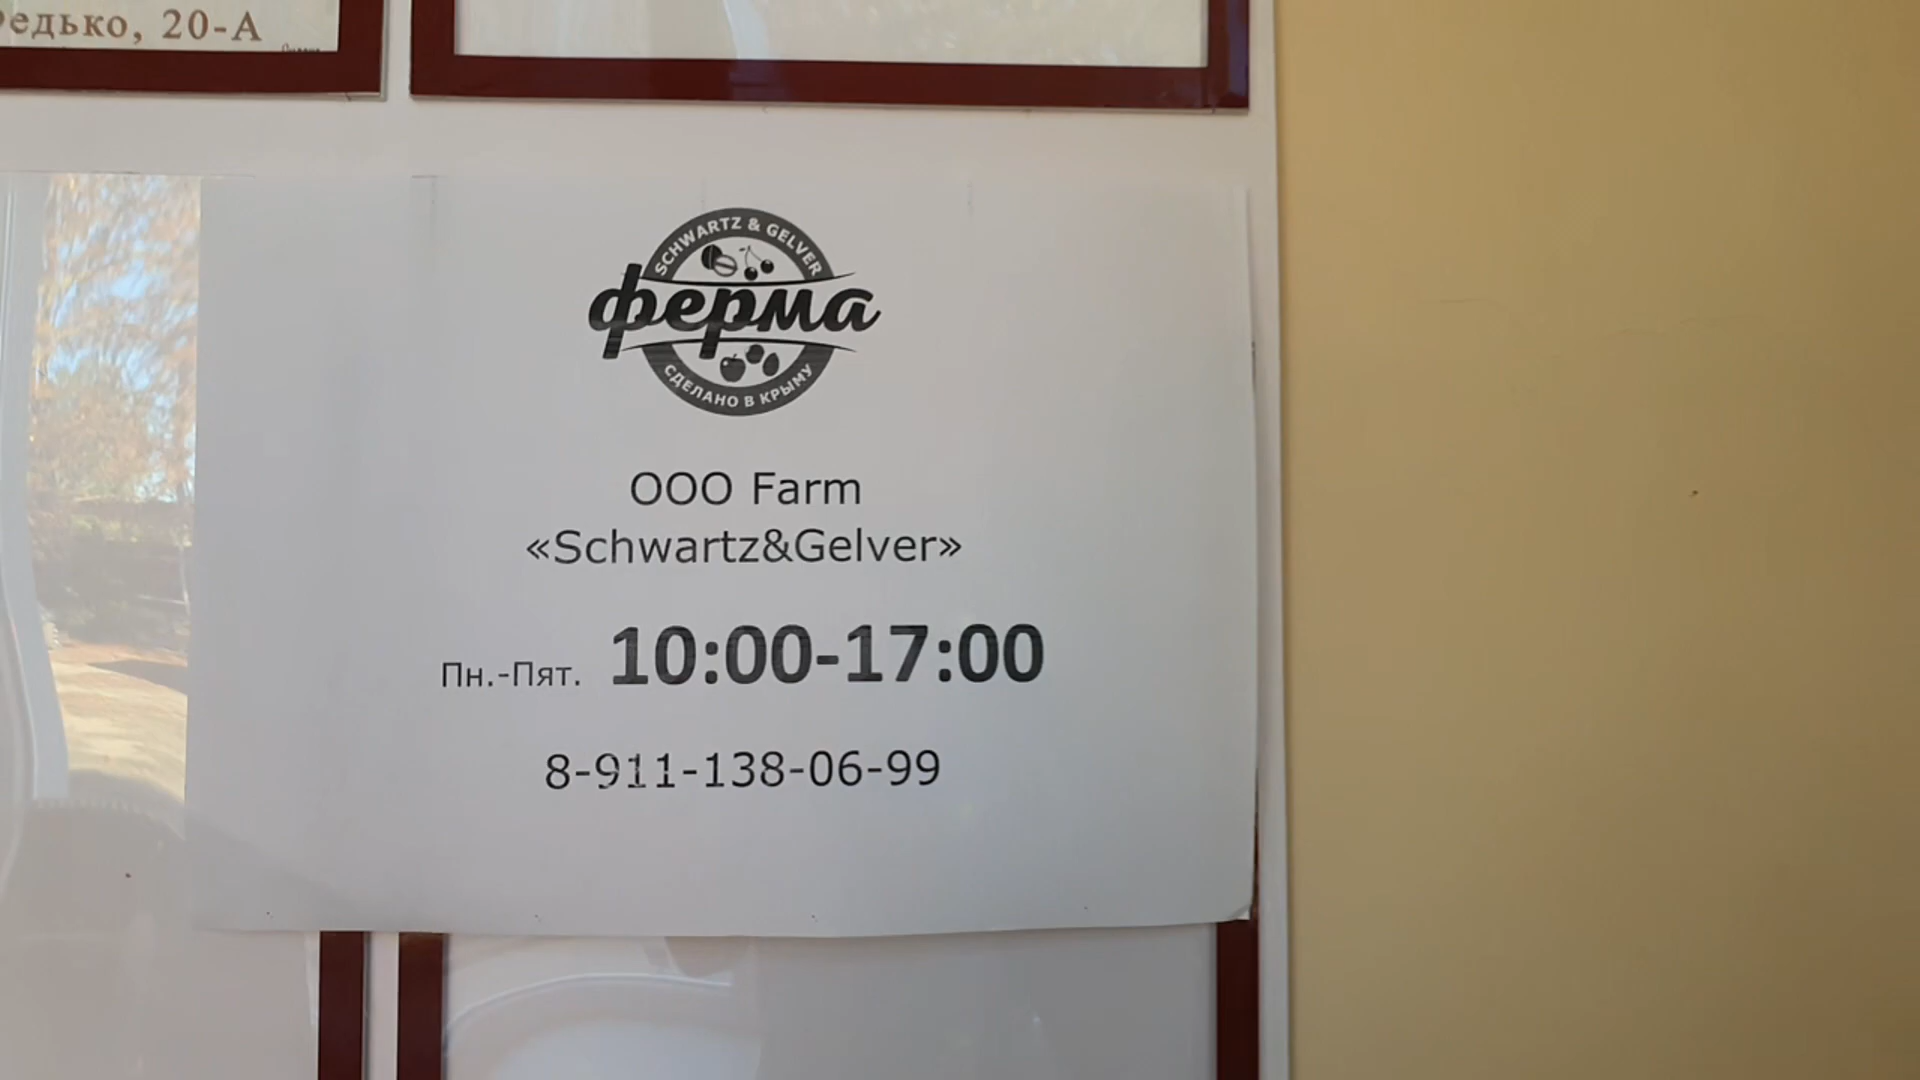 20-А
SCHWARTZ & GELVER
ферма
СДЕЛАНО В КРЫМУ
ООО Farm
«Schwartz&Gelver»
Пн.-Пят. 10:00-17:00
8-911-138-06-99